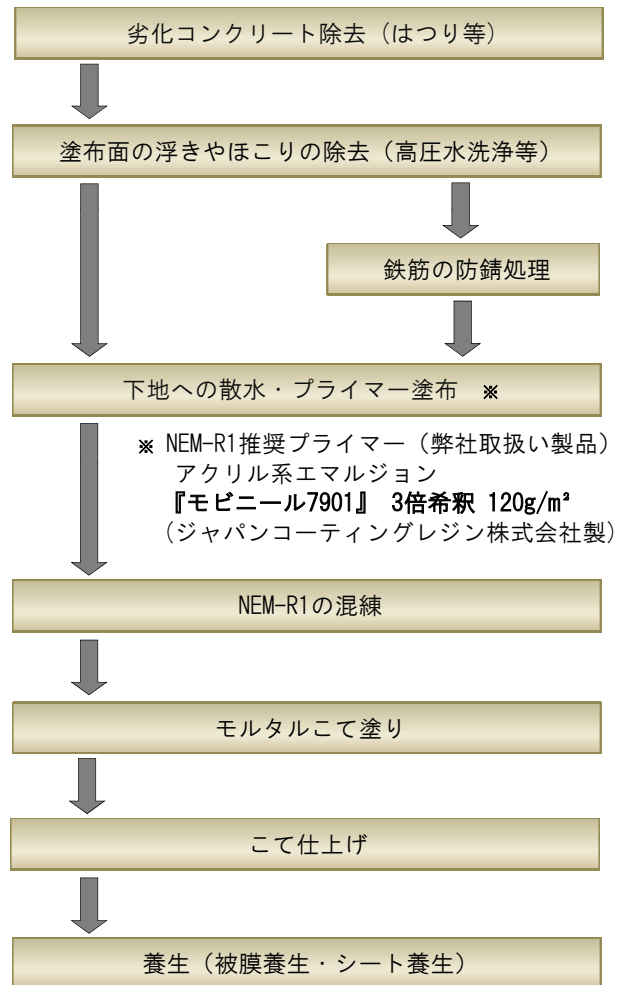 劣化コンクリート除去（はつり等）
塗布面の浮きやほこりの除去（高圧水洗浄等）
鉄筋の防錆処理
下地への散水・プライマー塗布　※
※ NEM-R1推奨プライマー（弊社取扱い製品）
アクリル系エマルジョン
『モビニール7901』 3倍希釈 120g/m²
（ジャパンコーティングレジン株式会社製）
NEM-R1の混練
モルタルこて塗り
こて仕上げ
養生（被膜養生・シート養生）